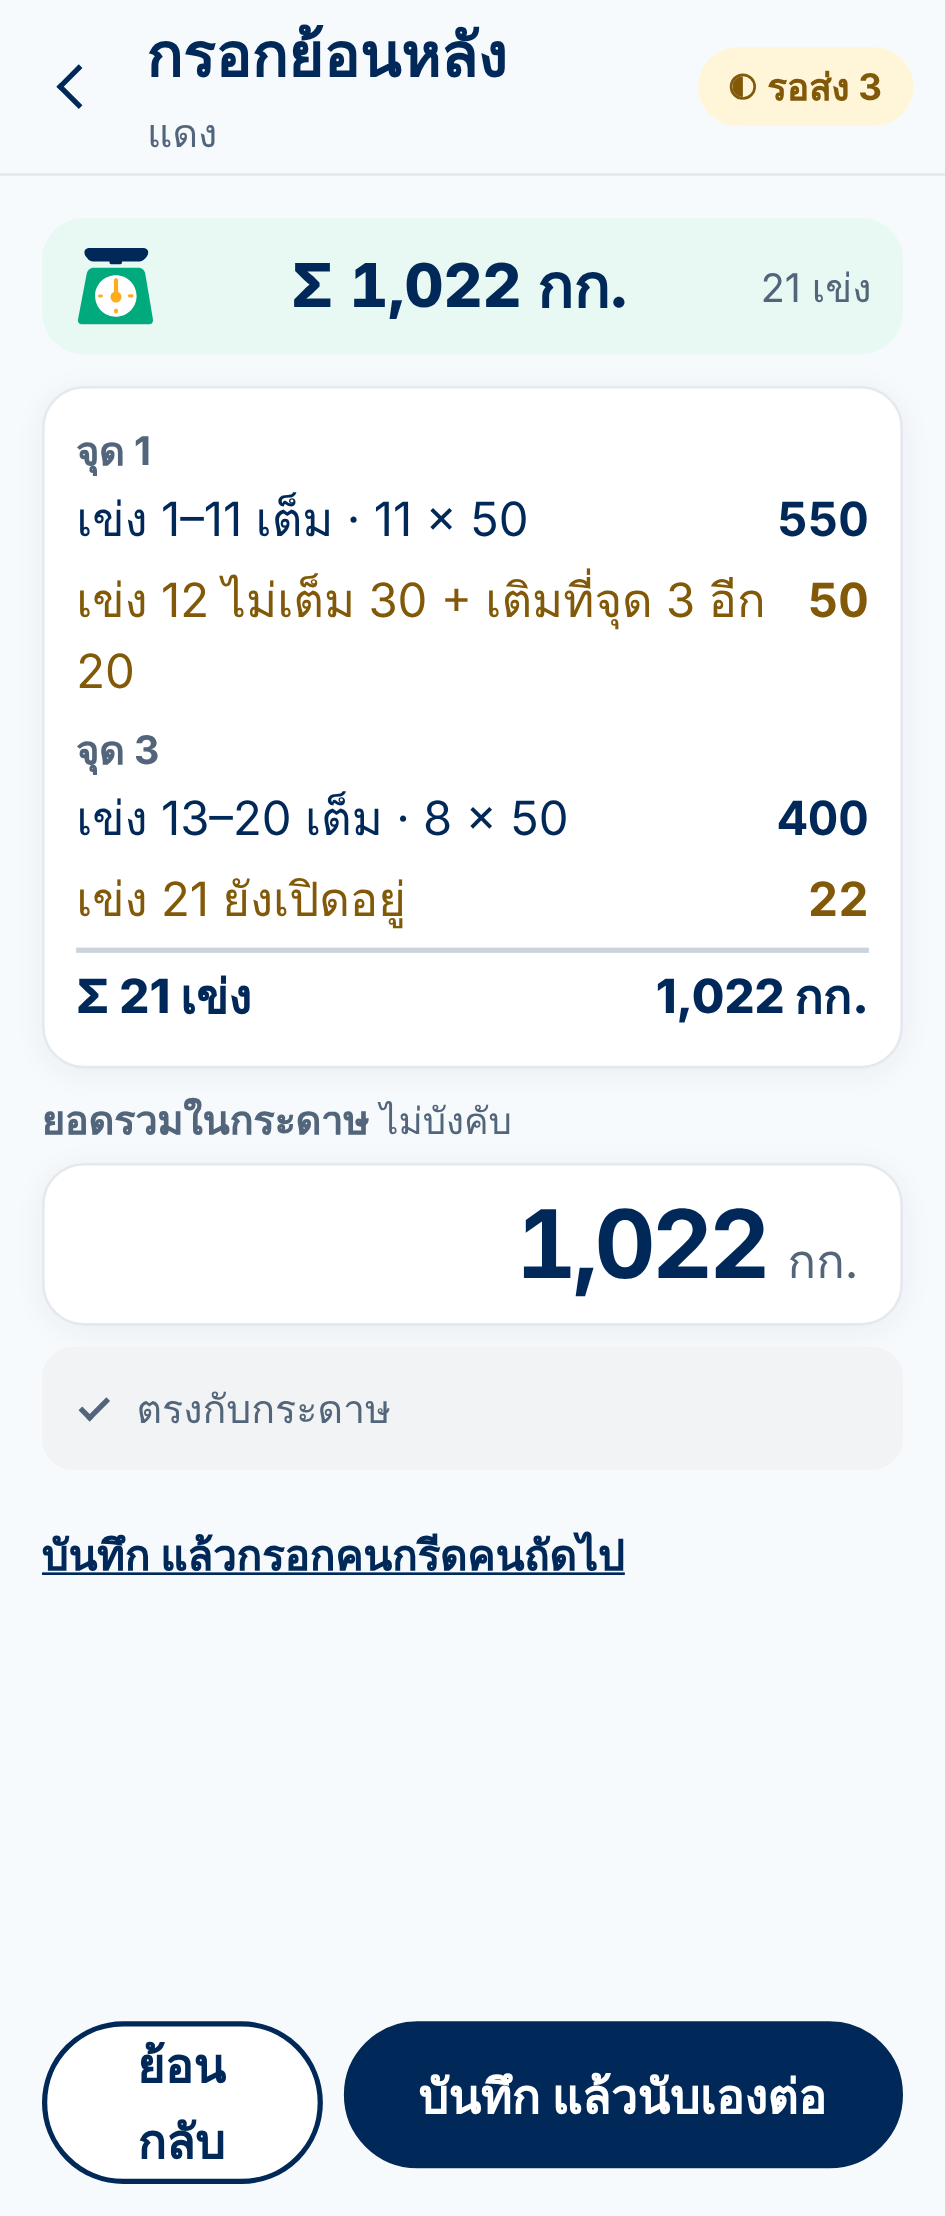 กรอกย้อนหลัง
แดง
รอส่ง 3
Σ 1,022 กก.
21 เข่ง
จุด 1
เข่ง 1–11 เต็ม · 11 × 50 550
เข่ง 12 ไม่เต็ม 30 + เติมที่จุด 3 อีก 50
20
จุด 3
เข่ง 13–20 เต็ม · 8 × 50 400
เข่ง 21 ยังเปิดอยู่ 22
Σ 21 เข่ง 1,022 กก.
ยอดรวมในกระดาษ ไม่บังคับ
1,022 กก.
ตรงกับกระดาษ
บันทึก แล้วกรอกคนกรีดคนถัดไป
ย้อน
กลับ
บันทึก แล้วนับเองต่อ